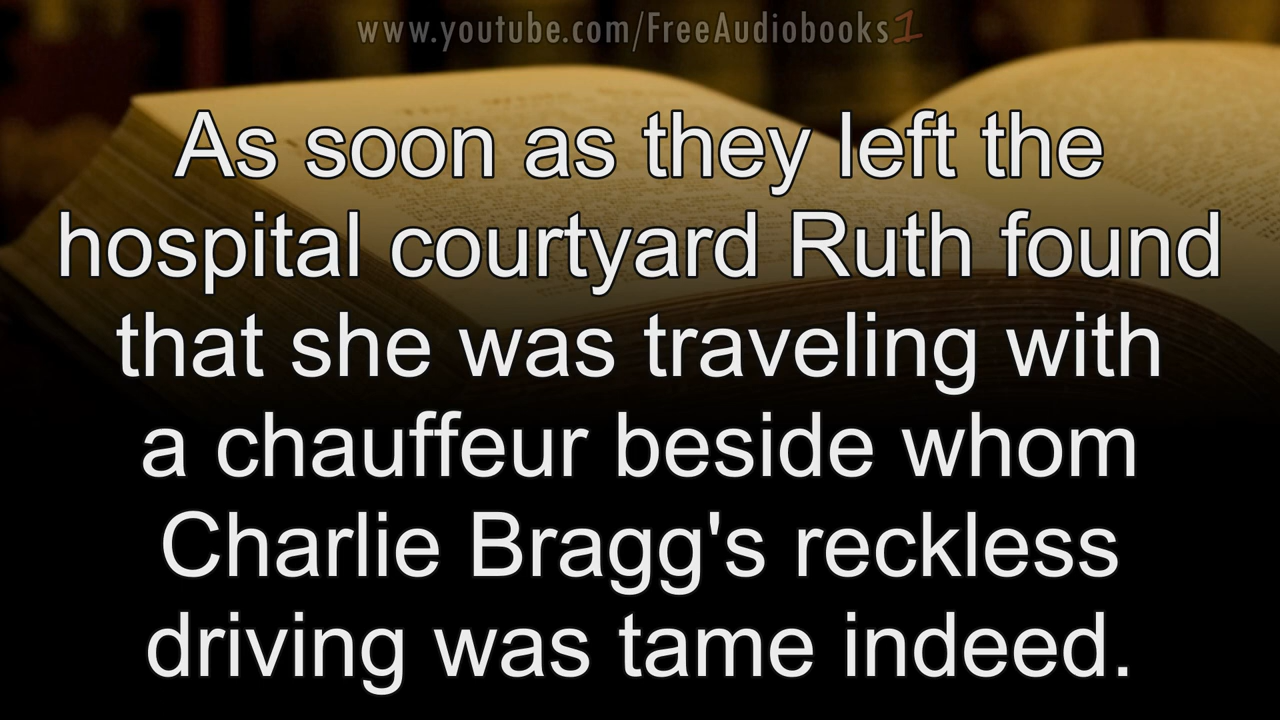 www.youtube.com/FreeAudiobooks1
As soon as they left the
hospital courtyard Ruth found
that she was traveling with
a chauffeur beside whom
Charlie Bragg's reckless
driving was tame indeed.